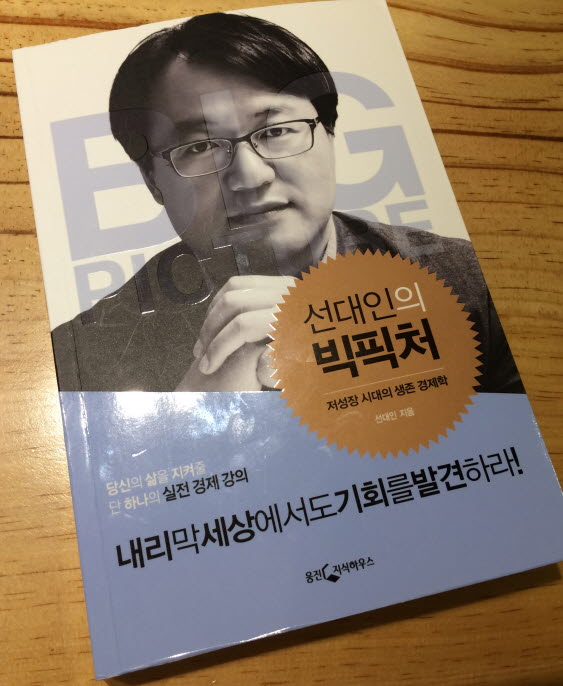 BIG
PICTURE
선대인의
빅픽처
저성장 시대의 생존 경제학
선대인 지음
당신의 삶을 지켜줄
단 하나의 실전 경제 강의
내리막세상에서도기회를발견하라!
웅진 지식하우스